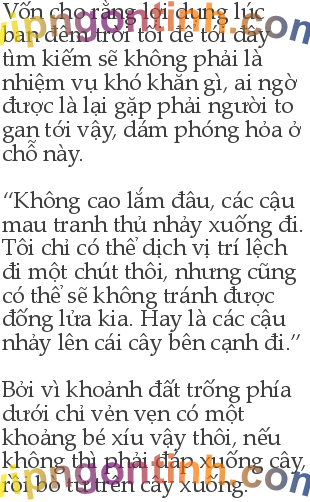 Vốn cho rằng lợi dụng lúc
ban đêm trời tối để tới đây
tìm kiếm sẽ không phải là
nhiệm vụ khó khăn gì, ai ngờ
được là lại gặp phải người to
gan tới vậy, dám phóng hỏa ở
chỗ này.
“Không cao lắm đâu, các cậu
mau tranh thủ nhảy xuống đi.
Tôi chỉ có thể dịch vị trí lệch
đi một chút thôi, nhưng cũng
có thể sẽ không tránh được
đống lửa kia. Hay là các cậu
nhảy lên cái cây bên cạnh đi.”
Bởi vì khoảnh đất trống phía
dưới chỉ vẻn vẹn có một
khoảng bé xíu vậy thôi, nếu
không thì phải đáp xuống cây,
rồi bò từ trên cây xuống.
vipngontinh.com
vipngontinh.com